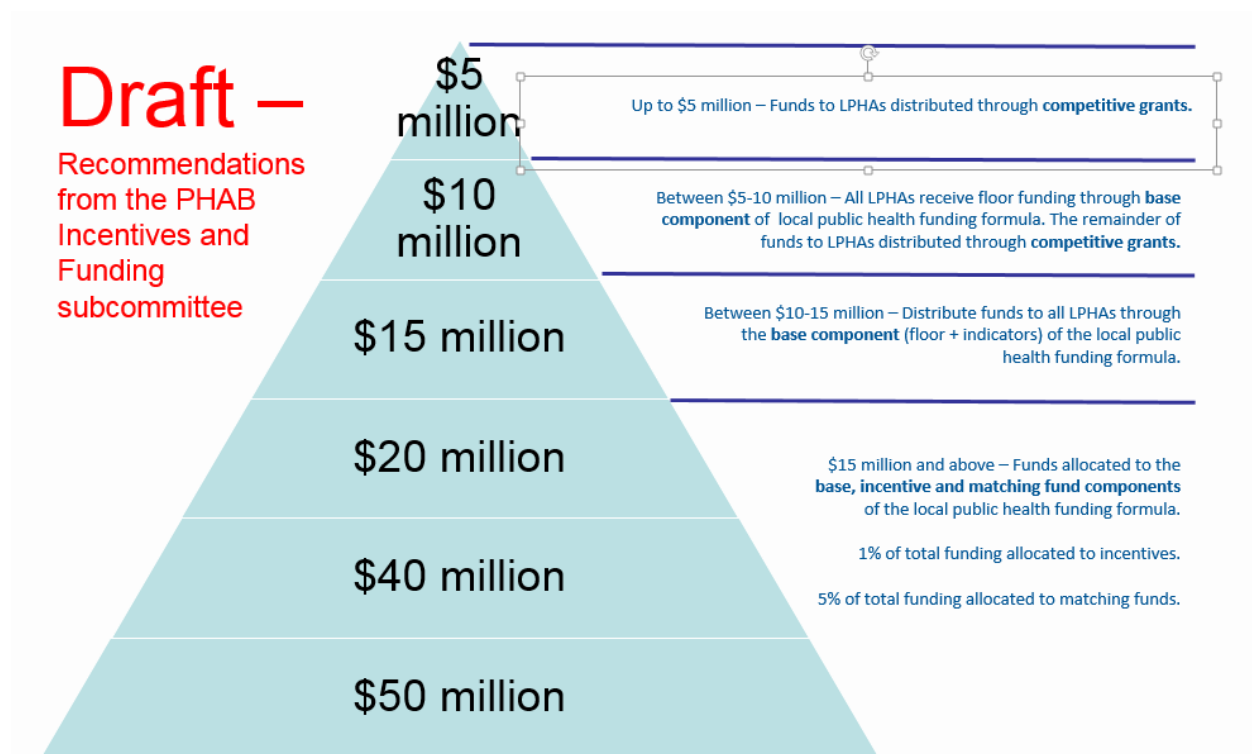 Draft –
Recommendations
from the PHAB
Incentives and
Funding
subcommittee
$5
million
Up to $5 million – Funds to LPHAs distributed through competitive grants.
$10
million
Between $5-10 million – All LPHAs receive floor funding through base
component of local public health funding formula. The remainder of
funds to LPHAs distributed through competitive grants.
$15 million
Between $10-15 million – Distribute funds to all LPHAs through
the base component (floor + indicators) of the local public
health funding formula.
$20 million
$15 million and above – Funds allocated to the
base, incentive and matching fund components
of the local public health funding formula.
1% of total funding allocated to incentives.
5% of total funding allocated to matching funds.
$40 million
$50 million